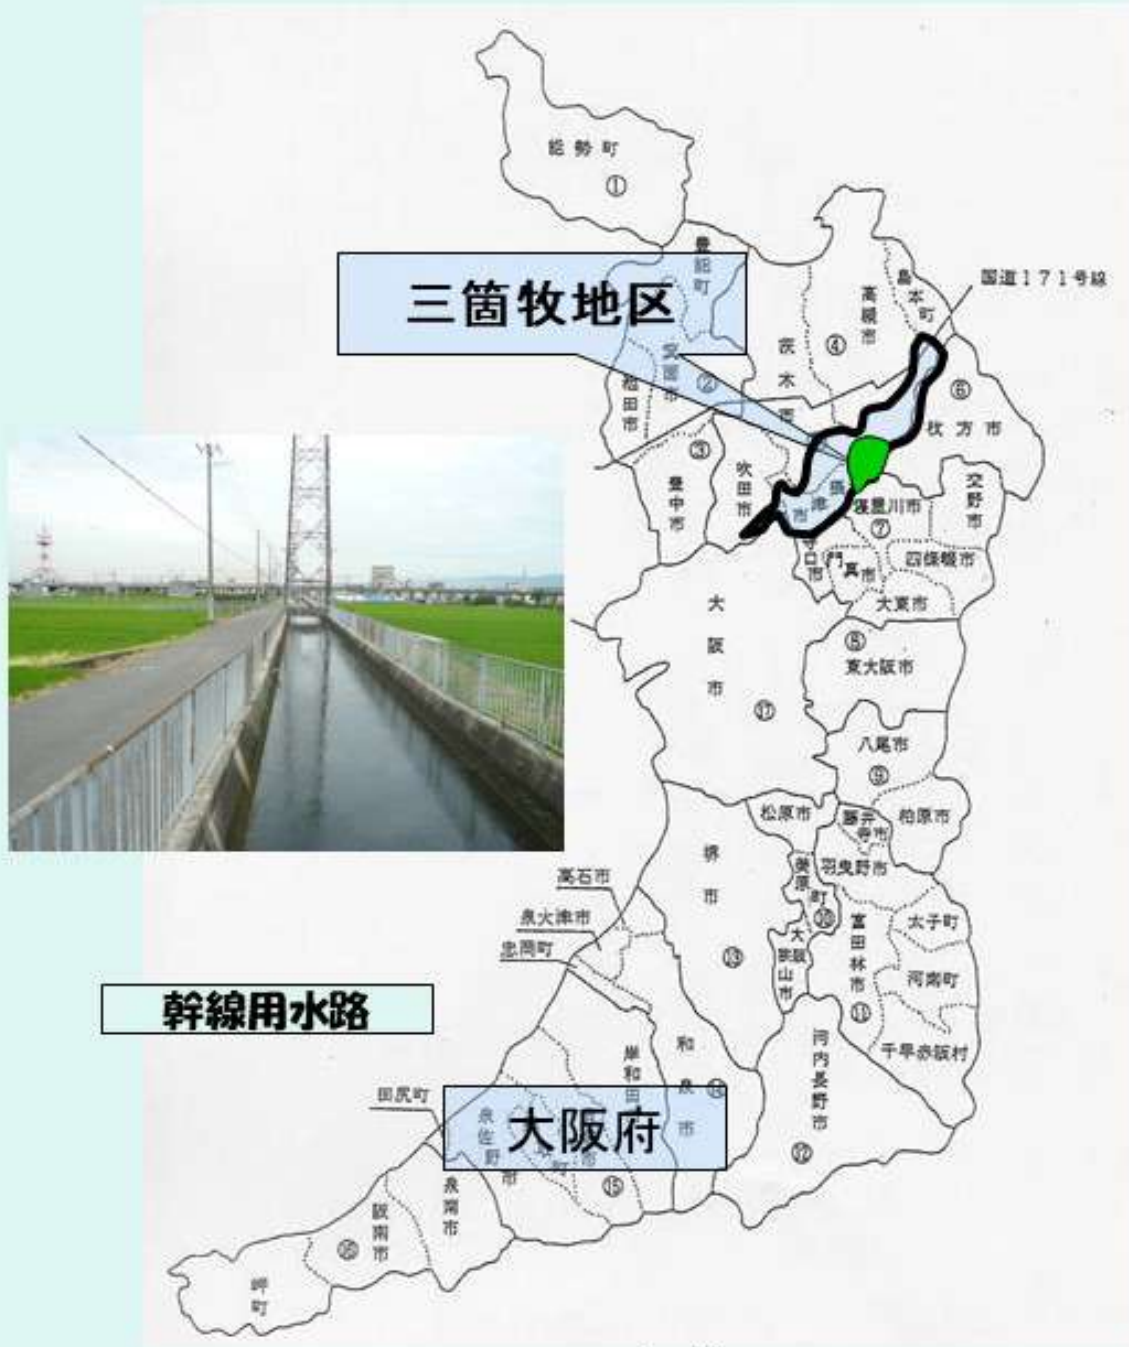 能勢町
①
豊能町
三箇牧地区
国道171号線
島本町
高槻市
④
茨木市
②
池田市
⑥
枚方市
③
豊中市
吹田市
摂津市
寝屋川市
⑦
交野市
守口市
門真市
四條畷市
大東市
大阪市
⑰
⑧
東大阪市
八尾市
⑨
松原市
藤井寺市
柏原市
堺市
⑬
美原町
⑩
羽曳野市
高石市
泉大津市
忠岡町
大阪狭山市
富田林市
⑪
太子町
河南町
千早赤阪村
幹線用水路
岸和田
和泉市
⑭
河内長野市
⑫
田尻町
大阪府
泉佐野市
町
市
⑮
泉南市
阪南市
⑯
岬町